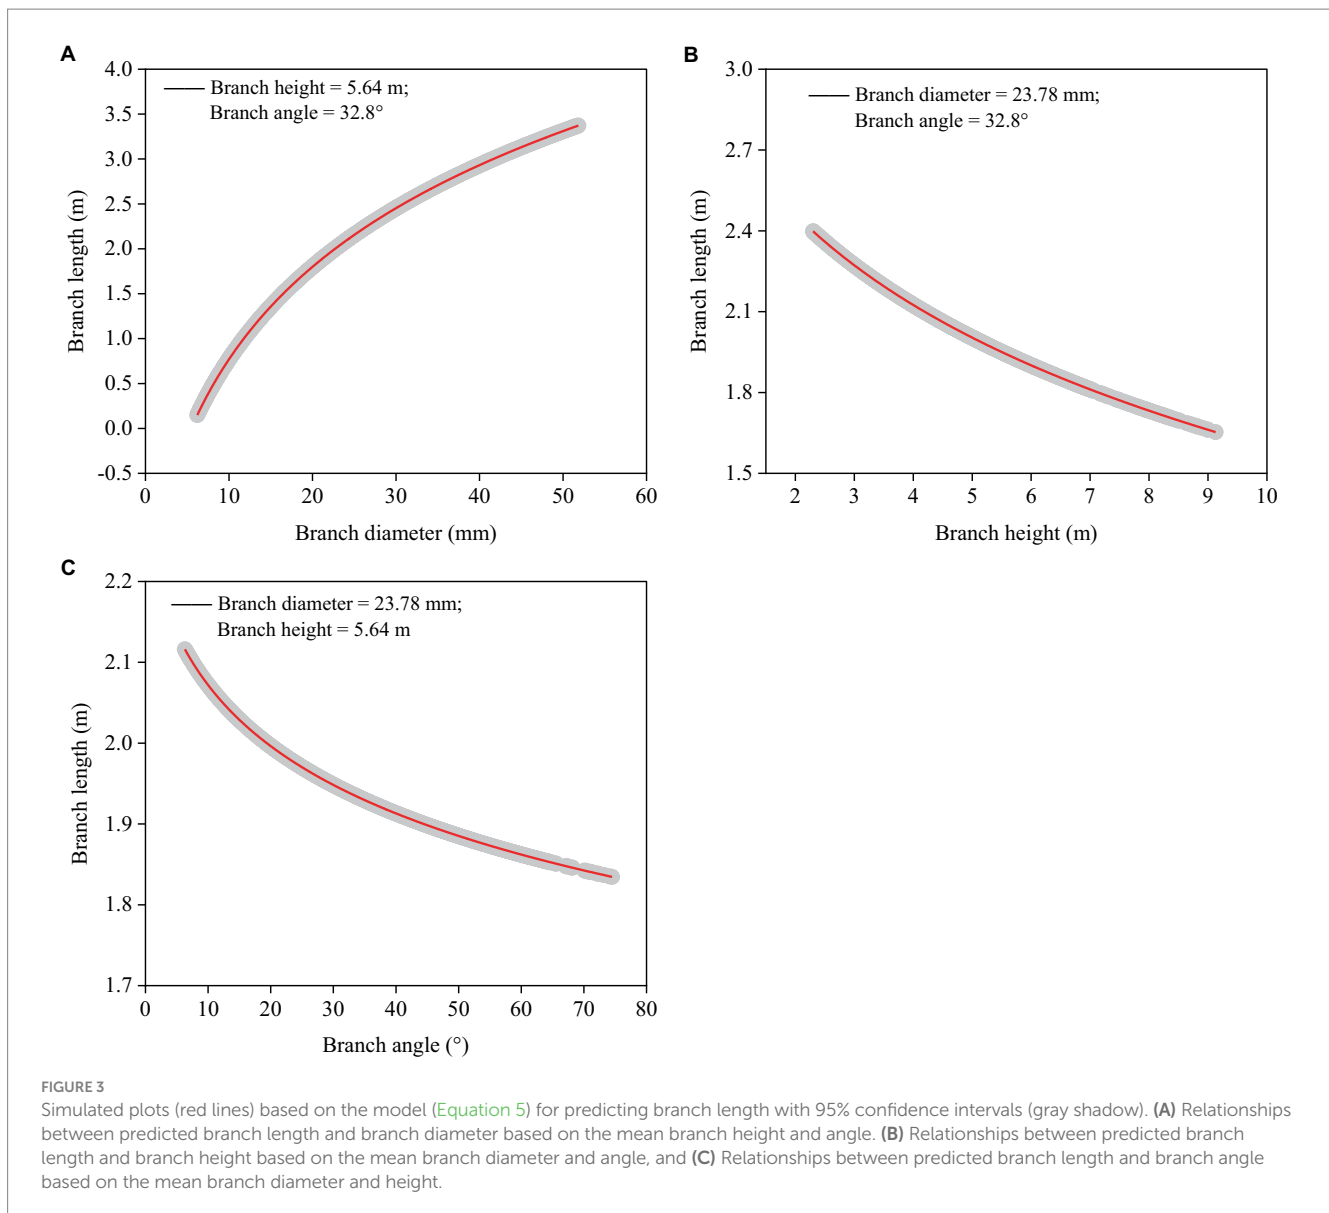 A
4.0
3.5
3.0
2.5
2.0
1.5
1.0
0.5
0.0
-0.5
Branch length (m)
Branch height = 5.64 m;
Branch angle = 32.8°
0 10 20 30 40 50 60
Branch diameter (mm)
B
3.0
2.7
2.4
2.1
1.8
1.5
Branch length (m)
Branch diameter = 23.78 mm;
Branch angle = 32.8°
2 3 4 5 6 7 8 9 10
Branch height (m)
C
2.2
2.1
2.0
1.9
1.8
1.7
Branch length (m)
Branch diameter = 23.78 mm;
Branch height = 5.64 m
0 10 20 30 40 50 60 70 80
Branch angle (°)
FIGURE 3
Simulated plots (red lines) based on the model (Equation 5) for predicting branch length with 95% confidence intervals (gray shadow). (A) Relationships
between predicted branch length and branch diameter based on the mean branch height and angle. (B) Relationships between predicted branch
length and branch height based on the mean branch diameter and angle, and (C) Relationships between predicted branch length and branch angle
based on the mean branch diameter and height.